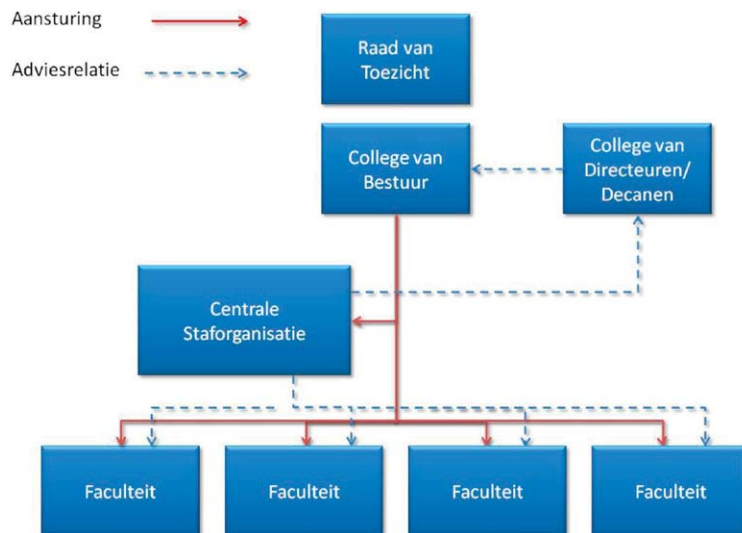 Aansturing
Adviesrelatie
Raad van
Toezicht
College van
Bestuur
College van
Directeuren/
Decanen
Centrale
Staforganisatie
Faculteit
Faculteit
Faculteit
Faculteit